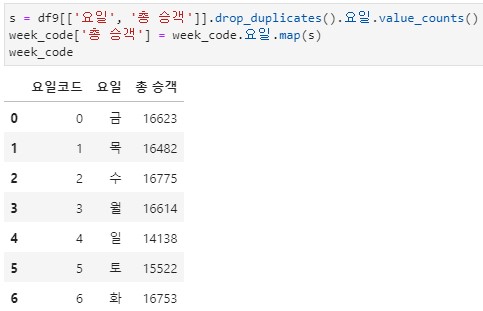 s = df9[['요일', '총 승객']].drop_duplicates().요일.value_counts()
week_code['총 승객'] = week_code.요일.map(s)
week_code
요일코드 요일 총 승객
0 0 금 16623
1 1 목 16482
2 2 수 16775
3 3 월 16614
4 4 일 14138
5 5 토 15522
6 6 화 16753